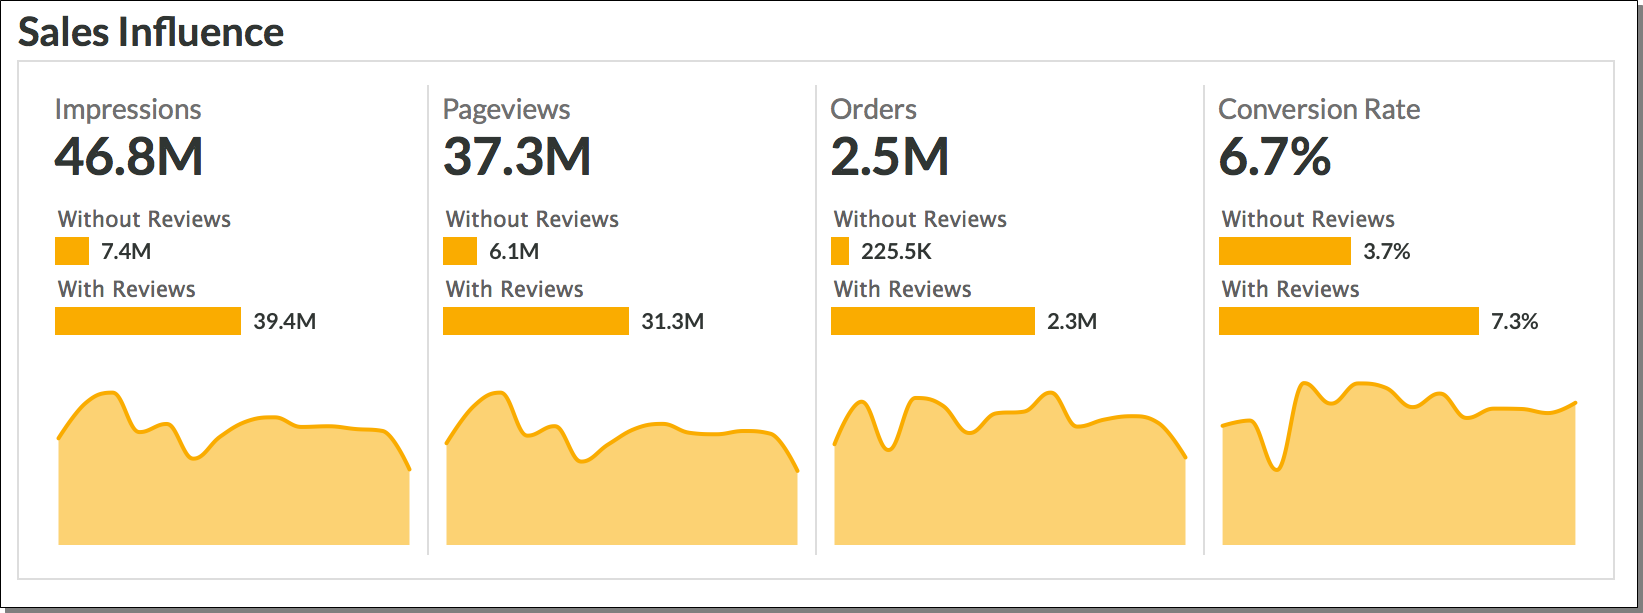 Sales Influence
Impressions
46.8M
Without Reviews
7.4M
With Reviews
39.4M
Pageviews
37.3M
Without Reviews
6.1M
With Reviews
31.3M
Orders
2.5M
Without Reviews
225.5K
With Reviews
2.3M
Conversion Rate
6.7%
Without Reviews
3.7%
With Reviews
7.3%